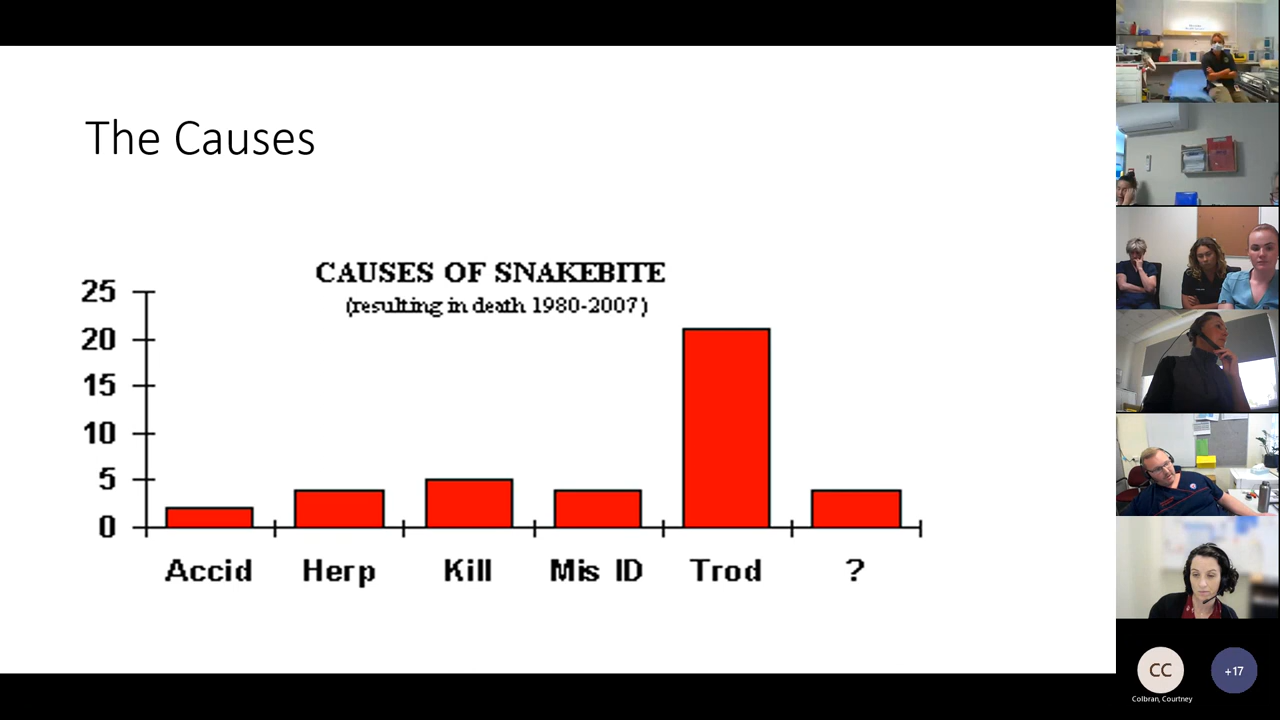 The Causes
CAUSES OF SNAKEBITE
(resulting in death 1980-2007)
25
20
15
10
5
0
Accid Herp Kill Mis ID Trod ?
CC
+17
Colbran, Courtney